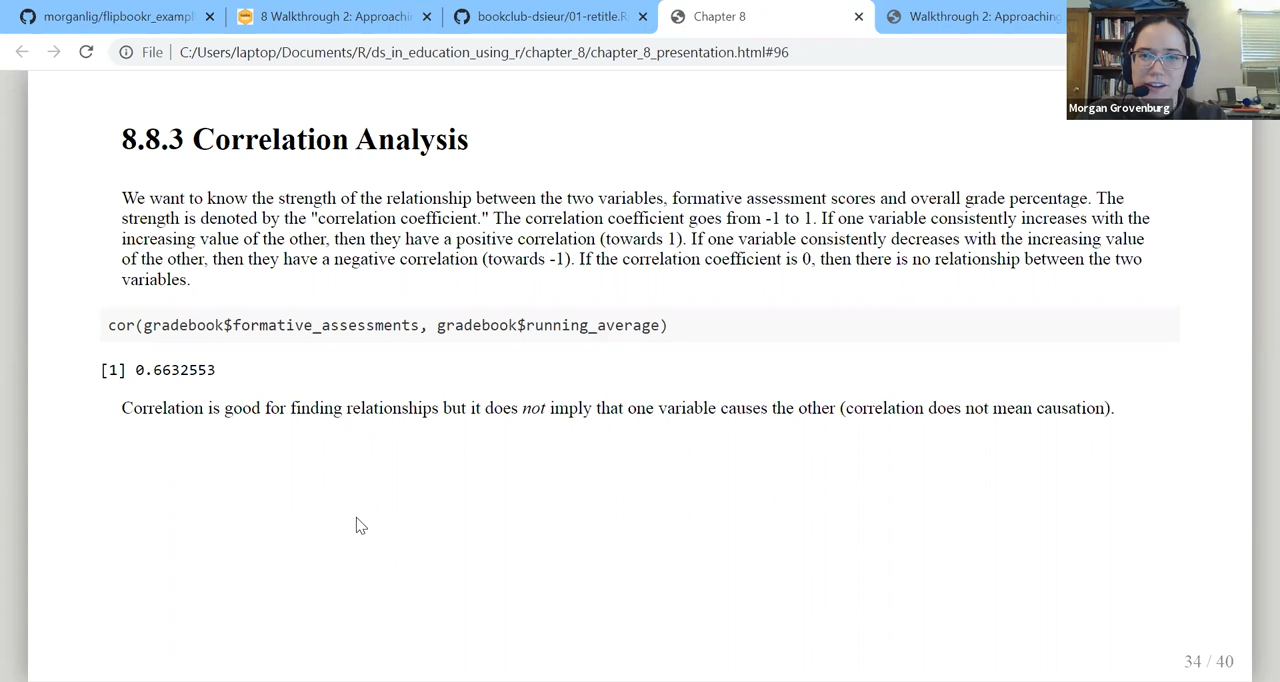 morganlig/flipbookr_exampl
8 Walkthrough 2: Approachin
bookclub-dsieur/01-retitle.R
Chapter 8
Walkthrough 2: Approaching
File | C:/Users/laptop/Documents/R/ds_in_education_using_r/chapter_8/chapter_8_presentation.html#96
Morgan Grovenburg
8.8.3 Correlation Analysis
We want to know the strength of the relationship between the two variables, formative assessment scores and overall grade percentage. The
strength is denoted by the "correlation coefficient." The correlation coefficient goes from -1 to 1. If one variable consistently increases with the
increasing value of the other, then they have a positive correlation (towards 1). If one variable consistently decreases with the increasing value
of the other, then they have a negative correlation (towards -1). If the correlation coefficient is 0, then there is no relationship between the two
variables.
cor(gradebook$formative_assessments, gradebook$running_average)
[1] 0.6632553
Correlation is good for finding relationships but it does not imply that one variable causes the other (correlation does not mean causation).
34 / 40